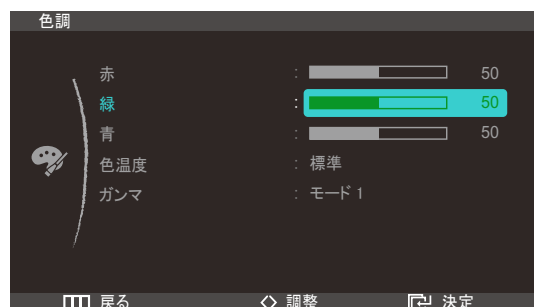 色調
赤 : 50
緑 : 50
青 : 50
色温度 : 標準
ガンマ : モード 1
戻る 調整 決定